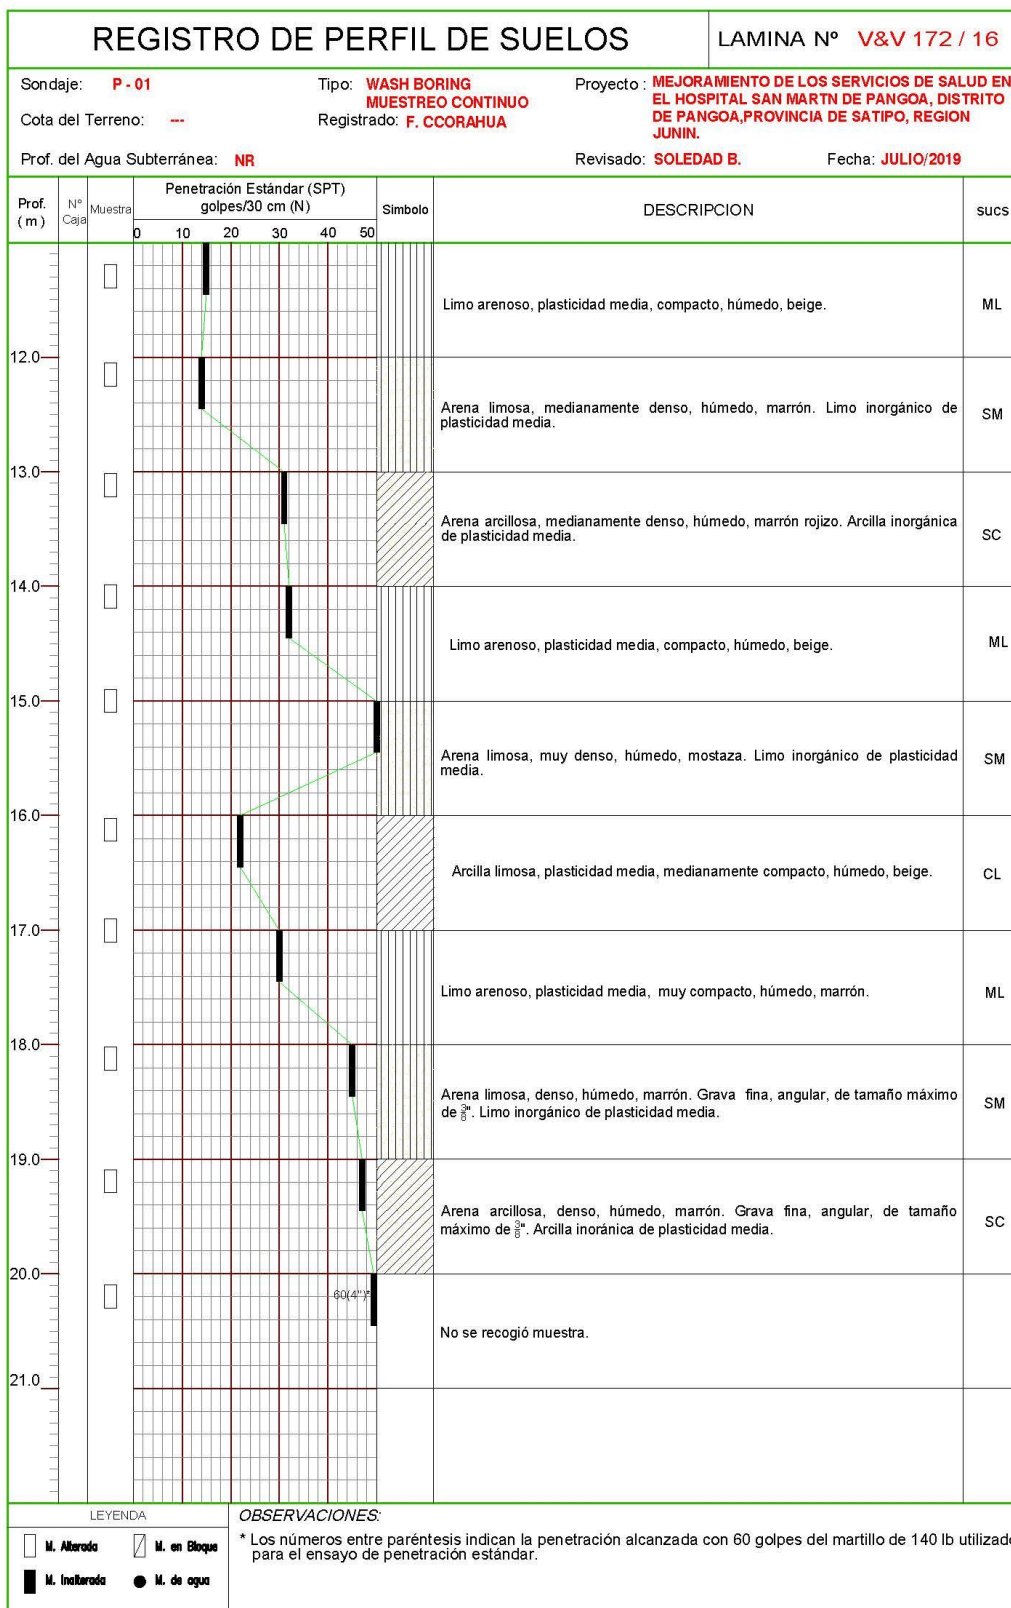 REGISTRO DE PERFIL DE SUELOS
LAMINA Nº V&V 172 / 16
Sondaje: P - 01
Tipo: WASH BORING
MUESTREO CONTINUO
Proyecto : MEJORAMIENTO DE LOS SERVICIOS DE SALUD EN
EL HOSPITAL SAN MARTN DE PANGOA, DISTRITO
DE PANGOA,PROVINCIA DE SATIPO, REGION
JUNIN.
Cota del Terreno: ---
Registrado: F. CCORAHUA
Prof. del Agua Subterránea: NR
Revisado: SOLEDAD B.
Fecha: JULIO/2019
Prof.
( m )
Nº
Caja
Muestra
Penetración Estándar (SPT)
golpes/30 cm (N)
0 10 20 30 40 50
Simbolo
DESCRIPCION
sucs
Limo arenoso, plasticidad media, compacto, húmedo, beige.
ML
12.0
Arena limosa, medianamente denso, húmedo, marrón. Limo inorgánico de
plasticidad media.
SM
13.0
Arena arcillosa, medianamente denso, húmedo, marrón rojizo. Arcilla inorgánica
de plasticidad media.
SC
14.0
Limo arenoso, plasticidad media, compacto, húmedo, beige.
ML
15.0
Arena limosa, muy denso, húmedo, mostaza. Limo inorgánico de plasticidad
media.
SM
16.0
Arcilla limosa, plasticidad media, medianamente compacto, húmedo, beige.
CL
17.0
Limo arenoso, plasticidad media, muy compacto, húmedo, marrón.
ML
18.0
Arena limosa, denso, húmedo, marrón. Grava fina, angular, de tamaño máximo
de 3/8". Limo inorgánico de plasticidad media.
SM
19.0
Arena arcillosa, denso, húmedo, marrón. Grava fina, angular, de tamaño
máximo de 3/8". Arcilla inoránica de plasticidad media.
SC
20.0
60(4")*
No se recogió muestra.
21.0
LEYENDA
M. Alterada
M. en Bloque
M. Inalterada
M. de agua
OBSERVACIONES:
* Los números entre paréntesis indican la penetración alcanzada con 60 golpes del martillo de 140 lb utilizado
para el ensayo de penetración estándar.